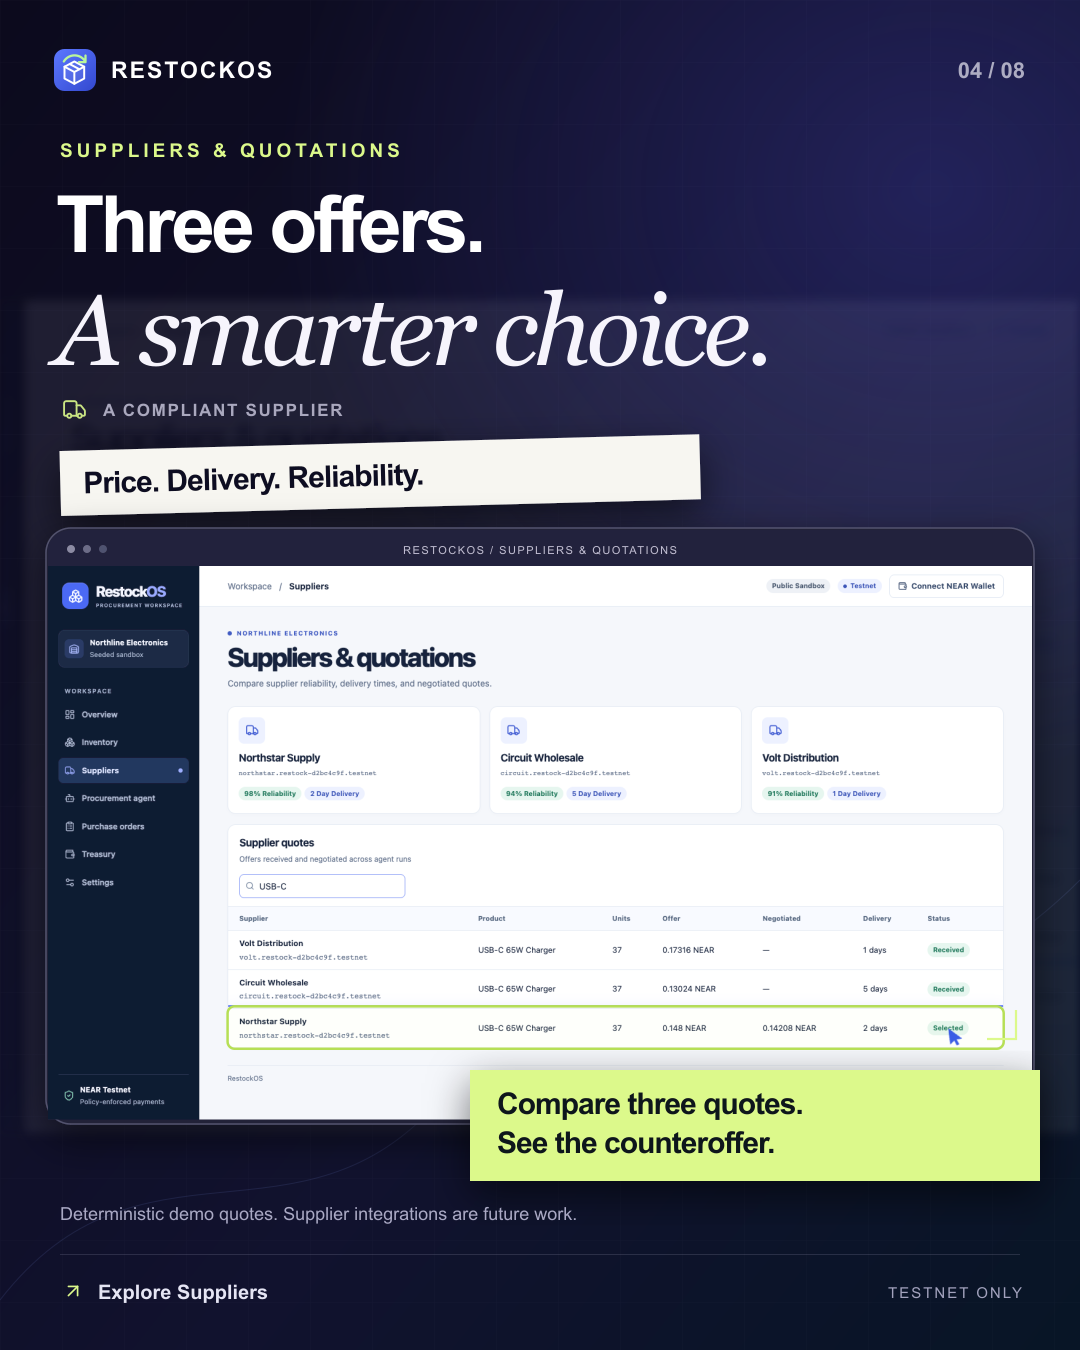 RESTOCKOS
04 / 08
SUPPLIERS & QUOTATIONS
Three offers.
A smarter choice.
A COMPLIANT SUPPLIER
Price. Delivery. Reliability.
RESTOCKOS / SUPPLIERS & QUOTATIONS
RestockOS
PROCUREMENT WORKSPACE
Northline Electronics
Seeded sandbox
WORKSPACE
Overview
Inventory
Suppliers
Procurement agent
Purchase orders
Treasury
Settings
NEAR Testnet
Policy-enforced payments
Workspace / Suppliers
Public Sandbox
Testnet
Connect NEAR Wallet
NORTHLINE ELECTRONICS
Suppliers & quotations
Compare supplier reliability, delivery times, and negotiated quotes.
Northstar Supply
northstar.restock-d2bc4c9f.testnet
98% Reliability 2 Day Delivery
Circuit Wholesale
circuit.restock-d2bc4c9f.testnet
94% Reliability 5 Day Delivery
Volt Distribution
volt.restock-d2bc4c9f.testnet
91% Reliability 1 Day Delivery
Supplier quotes
Offers received and negotiated across agent runs
USB-C
Supplier Product Units Offer Negotiated Delivery Status
Volt Distribution
volt.restock-d2bc4c9f.testnet
USB-C 65W Charger 37 0.17316 NEAR — 1 days Received
Circuit Wholesale
circuit.restock-d2bc4c9f.testnet
USB-C 65W Charger 37 0.13024 NEAR — 5 days Received
Northstar Supply
northstar.restock-d2bc4c9f.testnet
USB-C 65W Charger 37 0.148 NEAR 0.14208 NEAR 2 days Selected
RestockOS
Compare three quotes.
See the counteroffer.
Deterministic demo quotes. Supplier integrations are future work.
Explore Suppliers
TESTNET ONLY